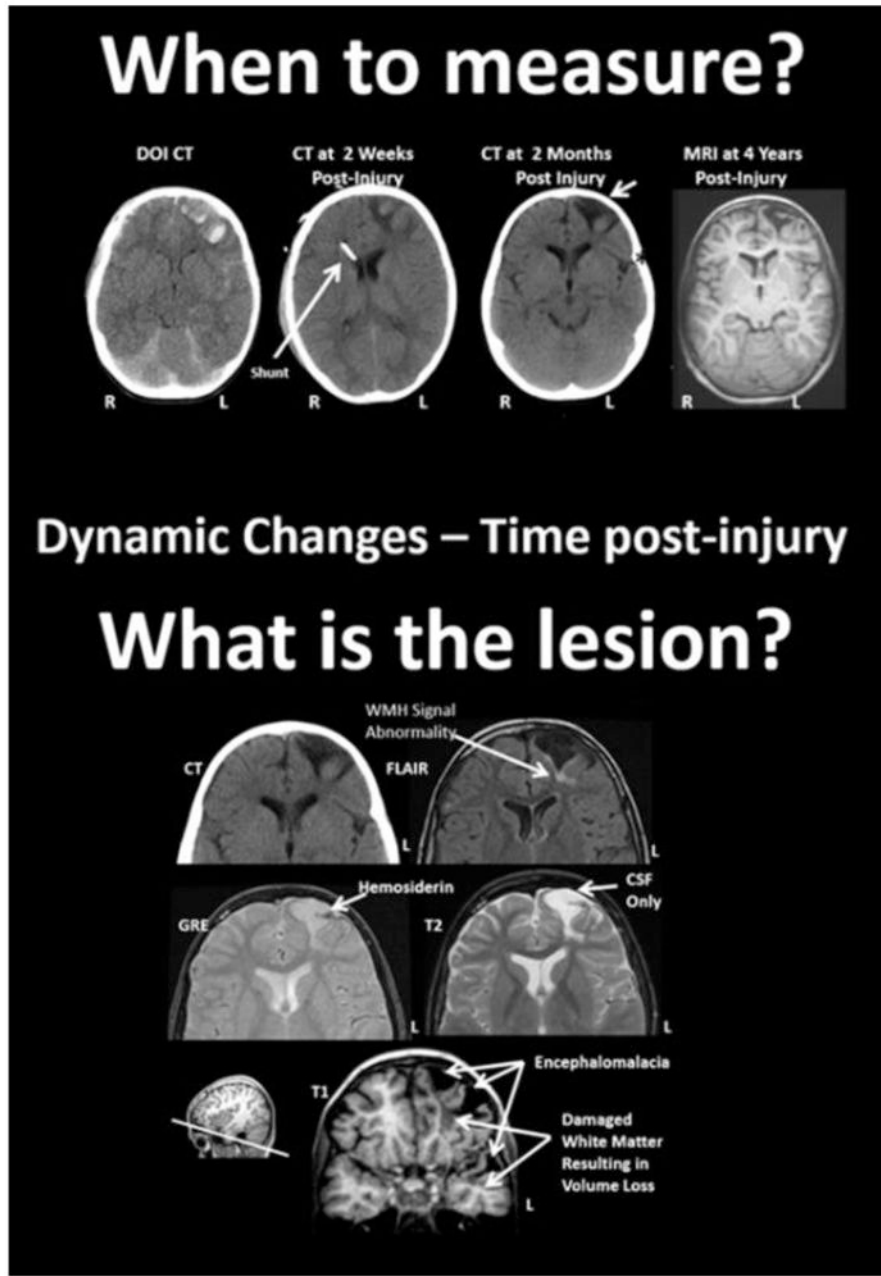 When to measure?
DOI CT
CT at 2 Weeks
Post-Injury
CT at 2 Months
Post Injury
MRI at 4 Years
Post-Injury
*
Shunt
R
L
R
L
R
L
R
L
Dynamic Changes – Time post-injury
What is the lesion?
WMH Signal
Abnormality
CT
FLAIR
L
L
Hemosiderin
CSF
Only
GRE
T2
L
L
Encephalomalacia
T1
Damaged
White Matter
Resulting in
Volume Loss
L